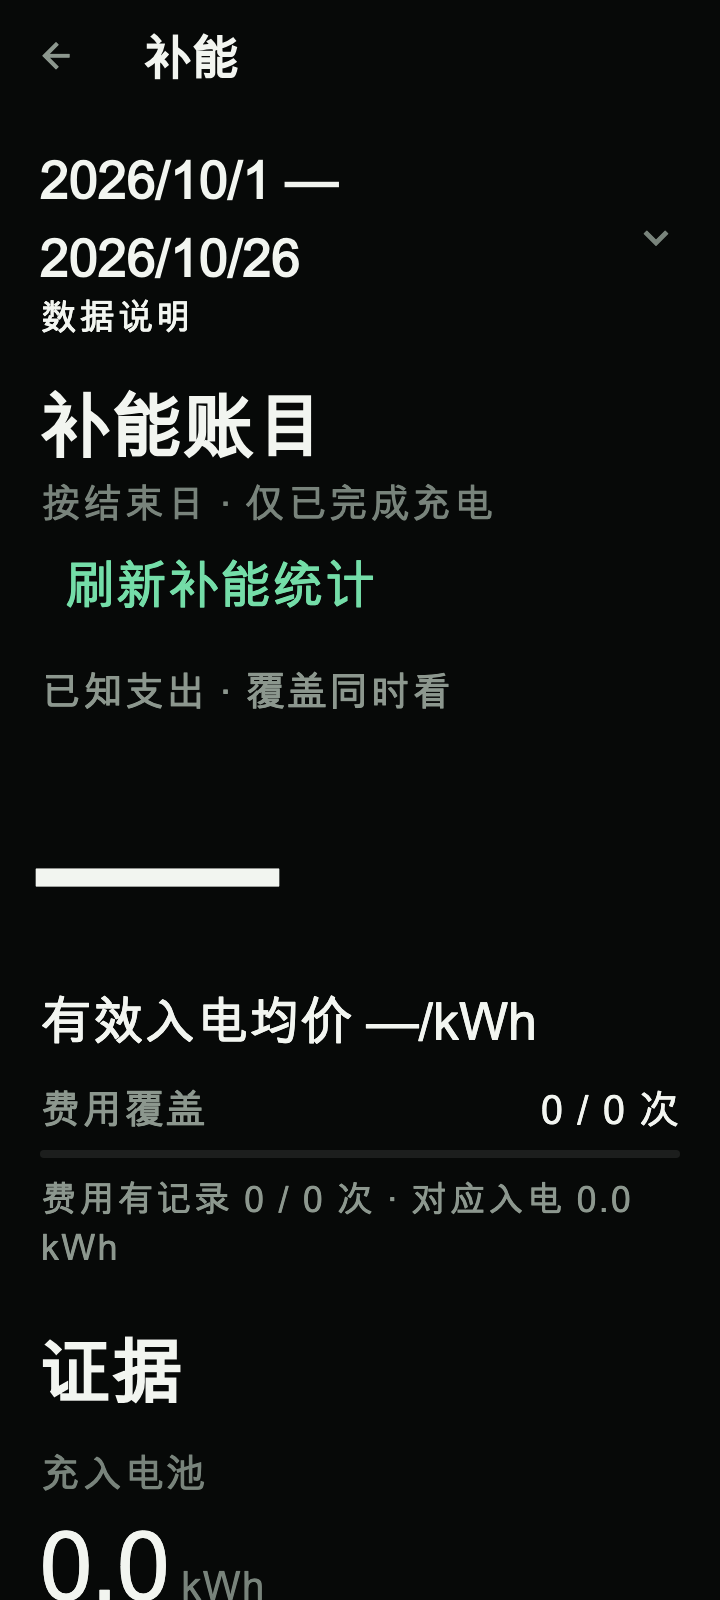 补能
2026/10/1 —
2026/10/26
数据说明
补能账目
按结束日 · 仅已完成充电
刷新补能统计
已知支出 · 覆盖同时看
—
有效入电均价 —/kWh
费用覆盖
0 / 0 次
费用有记录 0 / 0 次 · 对应入电 0.0
kWh
证据
充入电池
0.0 kWh